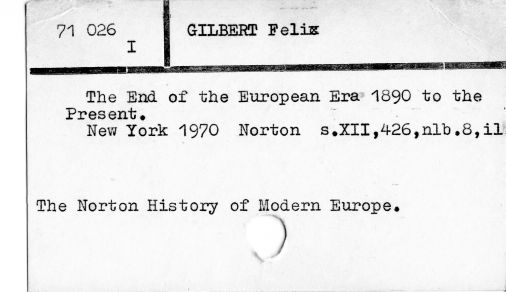 71 026
I
GILBERT Felix
The End of the European Era 1890 to the
Present.
New York 1970 Norton s.XII,426,nlb.8,il
The Norton History of Modern Europe.